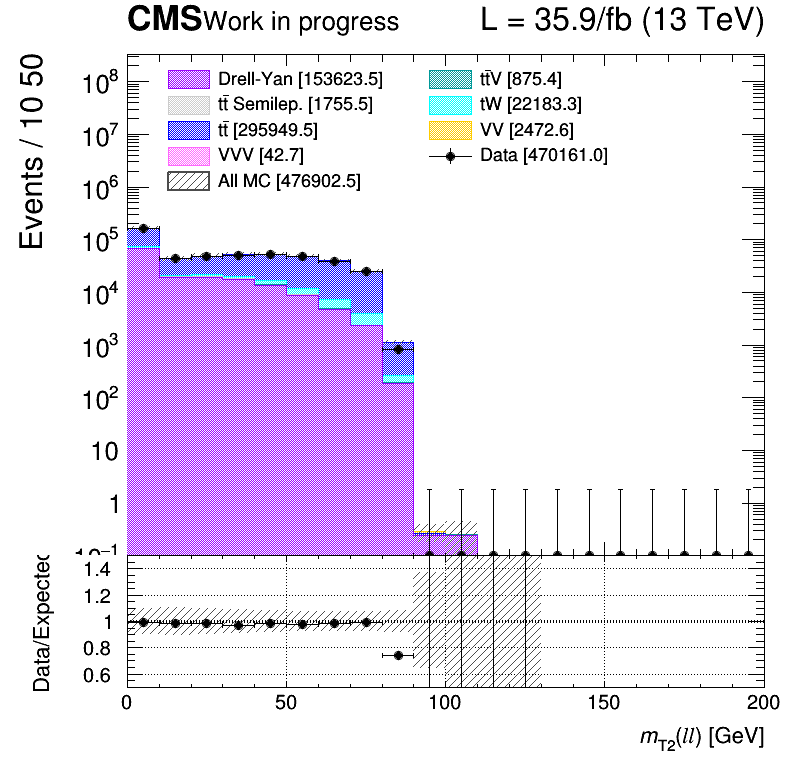 CMS Work in progress L = 35.9/fb (13 TeV)
Events / 10 50
Drell-Yan [153623.5]
tt̄ Semilep. [1755.5]
tt̄ [295949.5]
VVV [42.7]
All MC [476902.5]
tt̄V [875.4]
tW [22183.3]
VV [2472.6]
Data [470161.0]
10⁸
10⁷
10⁶
10⁵
10⁴
10³
10²
10
1
10⁻¹
Data/Expected
1.4
1.2
1
0.8
0.6
0 50 100 150 200
mT2(ll) [GeV]